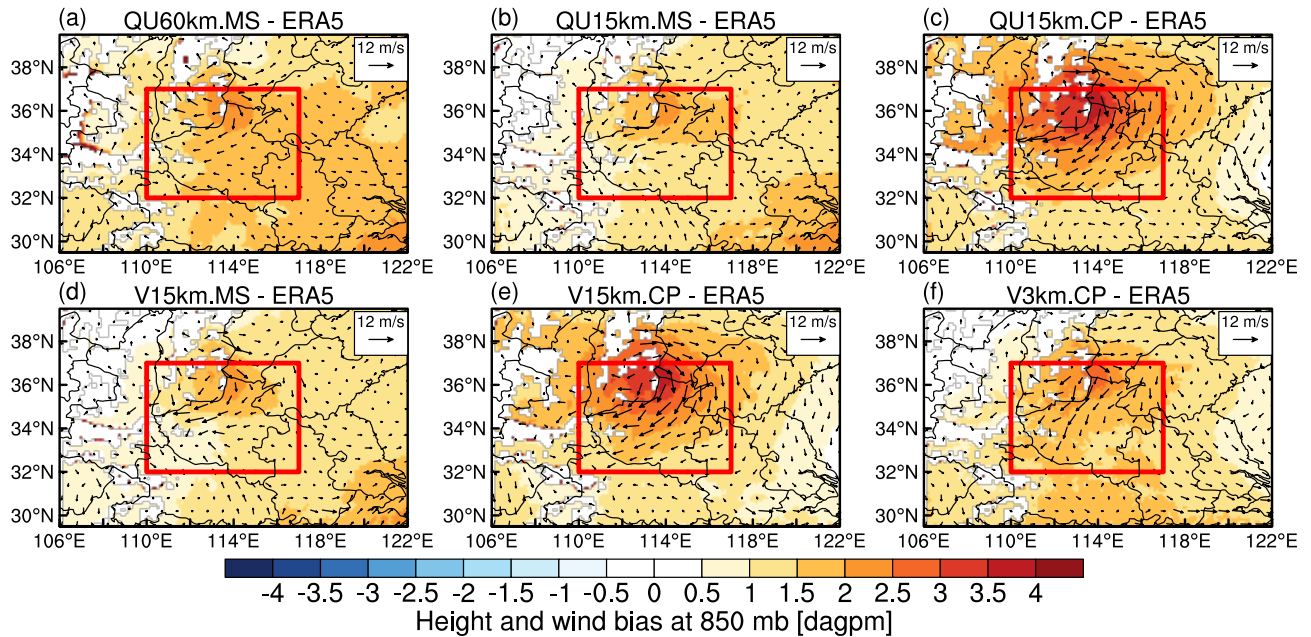 (a) QU60km.MS - ERA5
(b) QU15km.MS - ERA5
(c) QU15km.CP - ERA5
12 m/s
12 m/s
12 m/s
38°N
36°N
34°N
32°N
30°N
38°N
36°N
34°N
32°N
30°N
38°N
36°N
34°N
32°N
30°N
106°E 110°E 114°E 118°E 122°E
106°E 110°E 114°E 118°E 122°E
106°E 110°E 114°E 118°E 122°E
(d) V15km.MS - ERA5
(e) V15km.CP - ERA5
(f) V3km.CP - ERA5
12 m/s
12 m/s
12 m/s
38°N
36°N
34°N
32°N
30°N
38°N
36°N
34°N
32°N
30°N
38°N
36°N
34°N
32°N
30°N
106°E 110°E 114°E 118°E 122°E
106°E 110°E 114°E 118°E 122°E
106°E 110°E 114°E 118°E 122°E
-4 -3.5 -3 -2.5 -2 -1.5 -1 -0.5 0 0.5 1 1.5 2 2.5 3 3.5 4
Height and wind bias at 850 mb [dagpm]